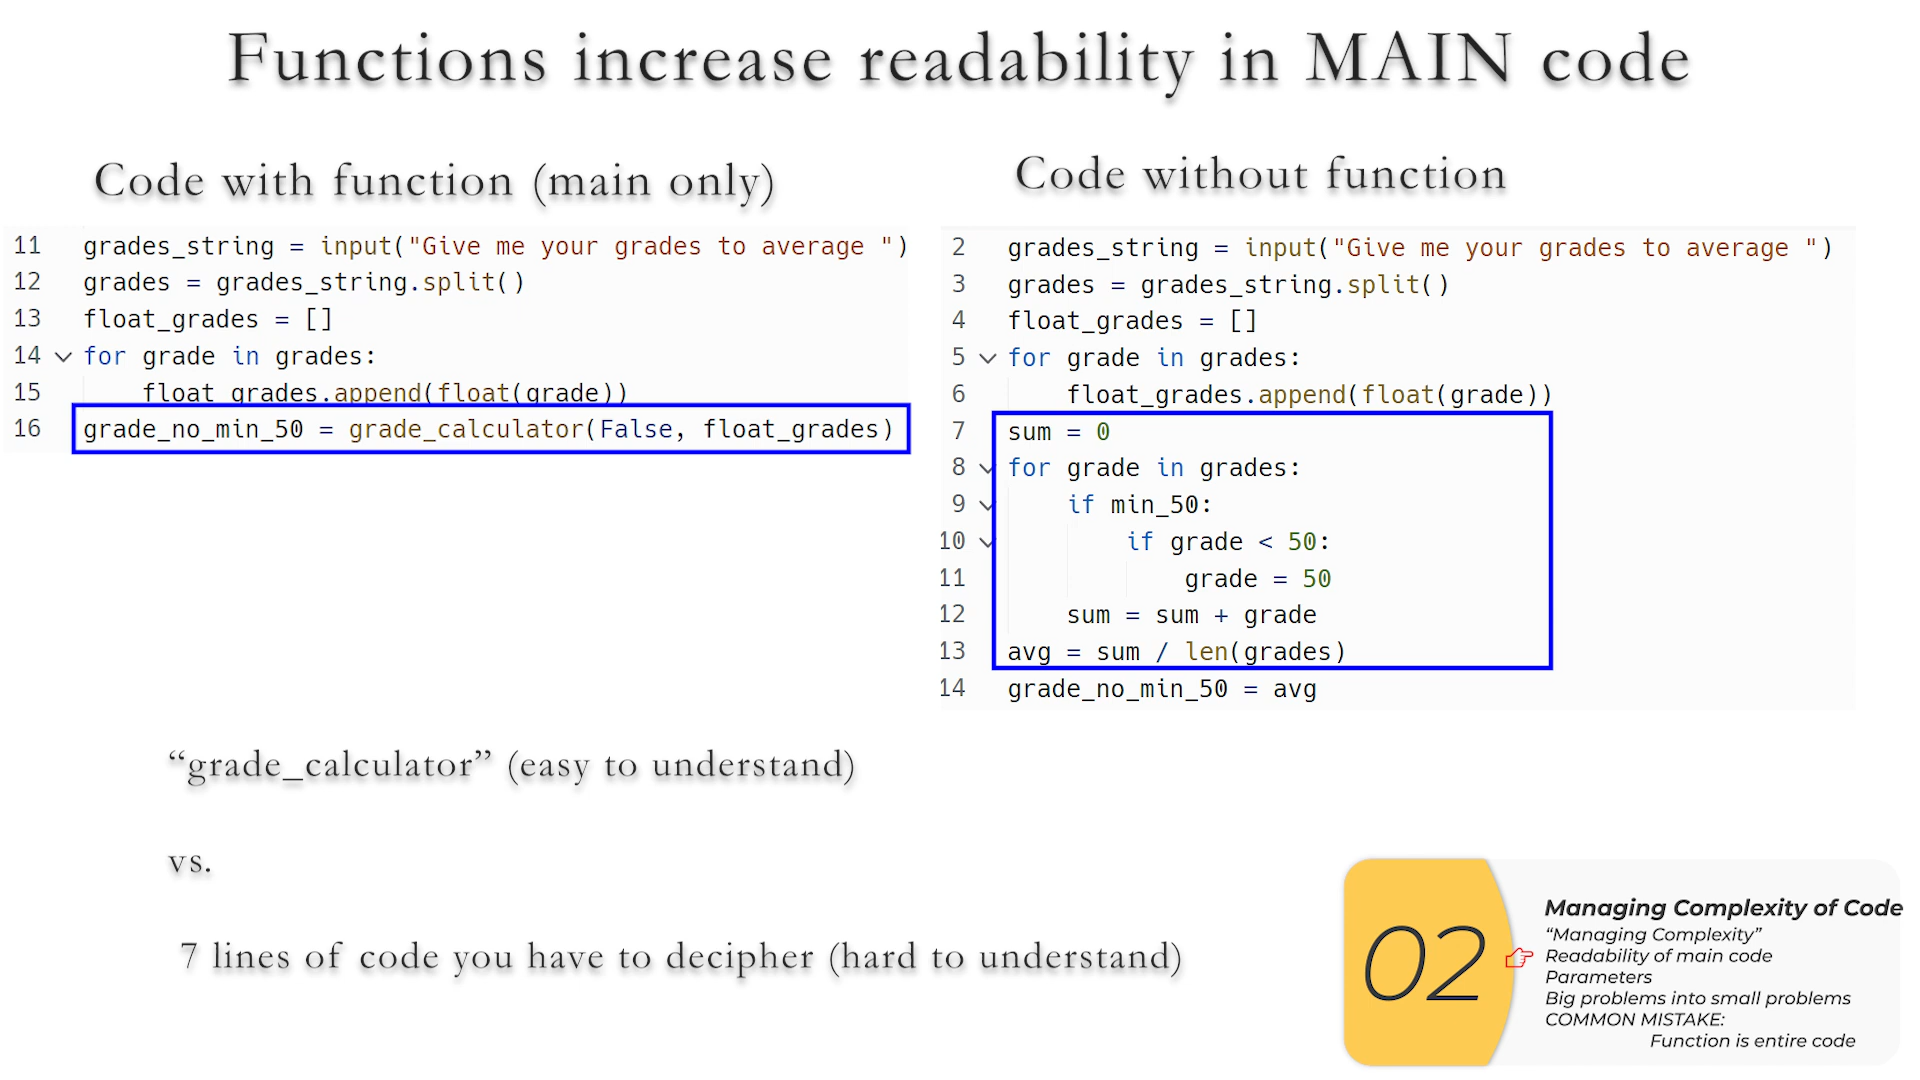 Functions increase readability in MAIN code
Code with function (main only)
11 grades_string = input("Give me your grades to average ")
12 grades = grades_string.split()
13 float_grades = []
14 for grade in grades:
15 float_grades.append(float(grade))
16 grade_no_min_50 = grade_calculator(False, float_grades)
Code without function
2 grades_string = input("Give me your grades to average ")
3 grades = grades_string.split()
4 float_grades = []
5 for grade in grades:
6 float_grades.append(float(grade))
7 sum = 0
8 for grade in grades:
9 if min_50:
10 if grade < 50:
11 grade = 50
12 sum = sum + grade
13 avg = sum / len(grades)
14 grade_no_min_50 = avg
“grade_calculator” (easy to understand)
vs.
7 lines of code you have to decipher (hard to understand)
02
Managing Complexity of Code
“Managing Complexity”
Readability of main code
Parameters
Big problems into small problems
COMMON MISTAKE:
Function is entire code